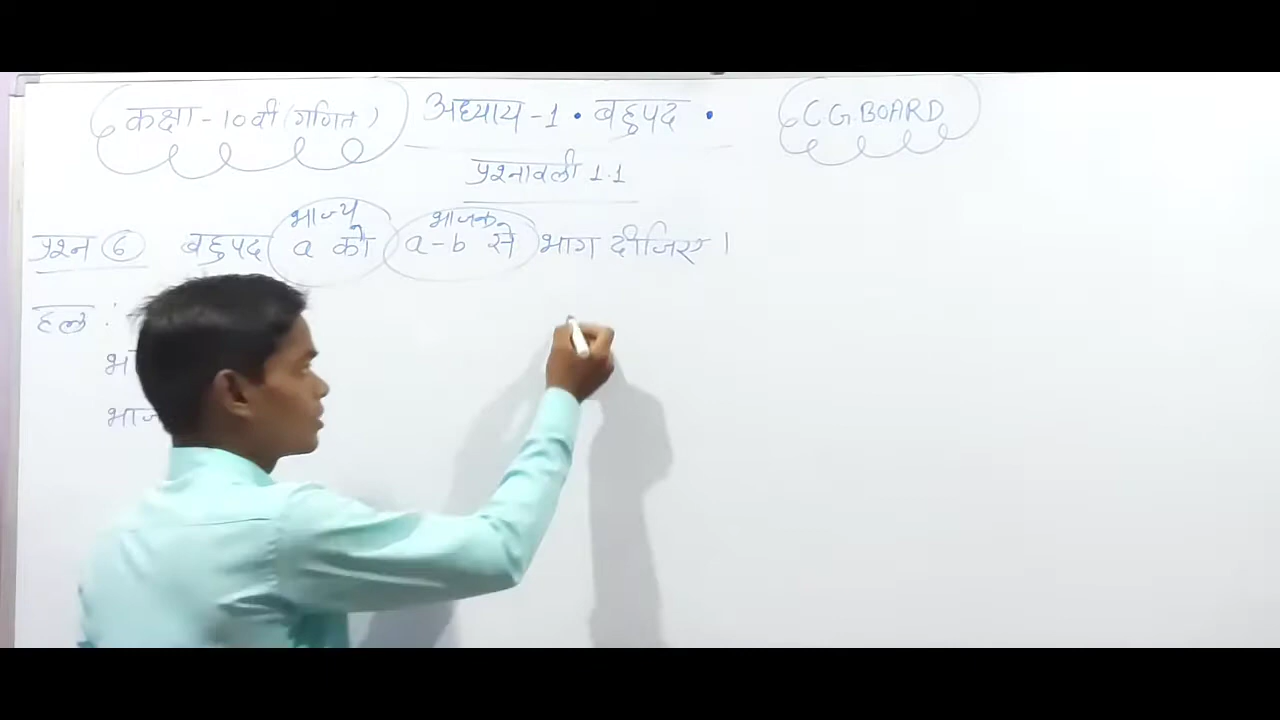 कक्षा - 10वी (गणित) अध्याय - 1 • बहुपद • CG.BOARD
प्रश्नावली 1.1
भाज्य भाजक
प्रश्न 6 बहुपद a को a-b से भाग दीजिए।
हल :